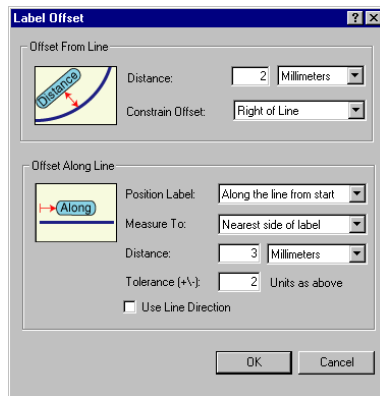 Label Offset
Offset From Line
Distance
Distance: 2 Millimeters
Constrain Offset: Right of Line
Offset Along Line
Along
Position Label: Along the line from start
Measure To: Nearest side of label
Distance: 3 Millimeters
Tolerance (+\-): 2 Units as above
Use Line Direction
OK Cancel